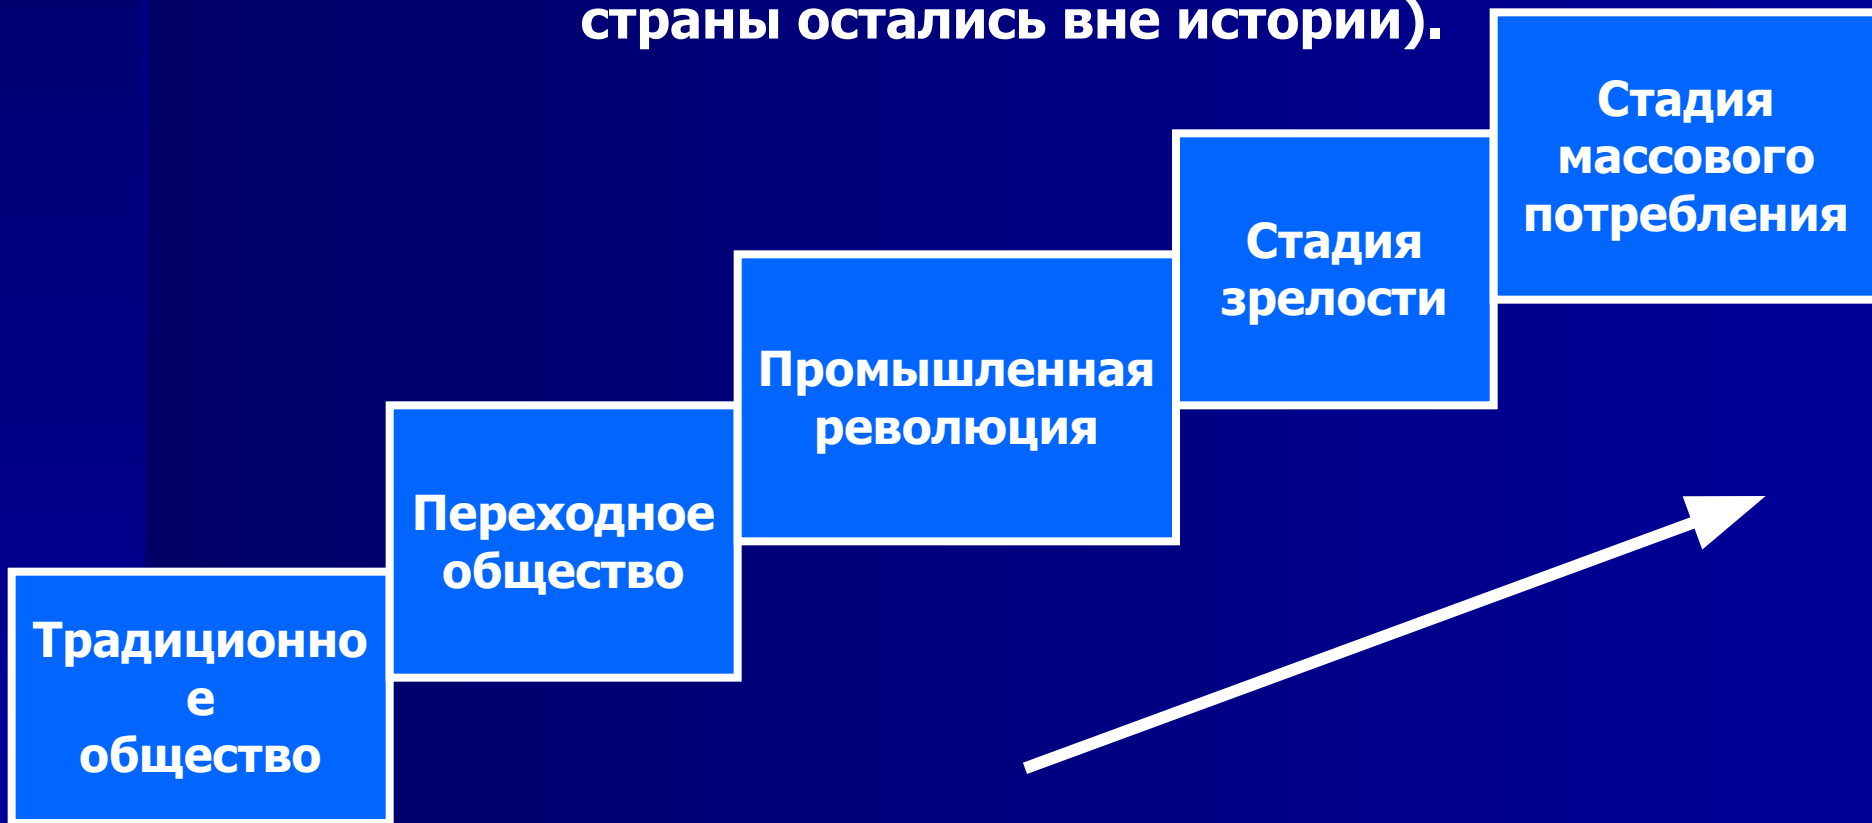 страны остались вне истории).
Стадия
массового
потребления
Стадия
зрелости
Промышленная
революция
Переходное
общество
Традиционно
е
общество